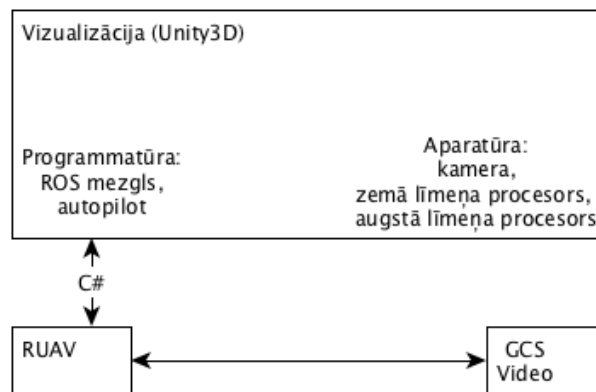 Vizualizācija (Unity3D)
Programmatūra:
ROS mezgls,
autopilot
Aparatūra:
kamera,
zemā līmeņa procesors,
augstā līmeņa procesors
C#
RUAV
GCS
Video